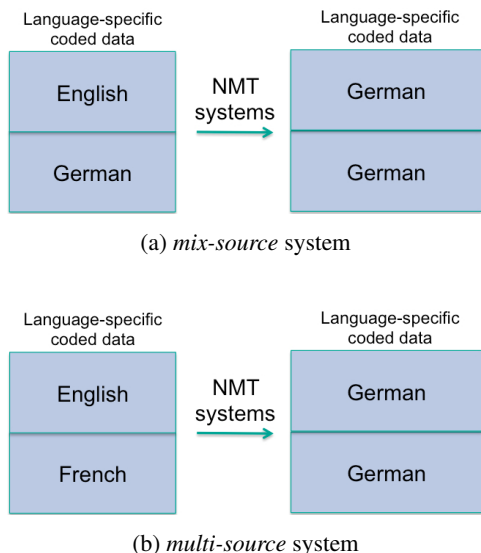 Language-specific
coded data
Language-specific
coded data
English
German
NMT
systems
German
German
(a) mix-source system
Language-specific
coded data
Language-specific
coded data
English
French
NMT
systems
German
German
(b) multi-source system